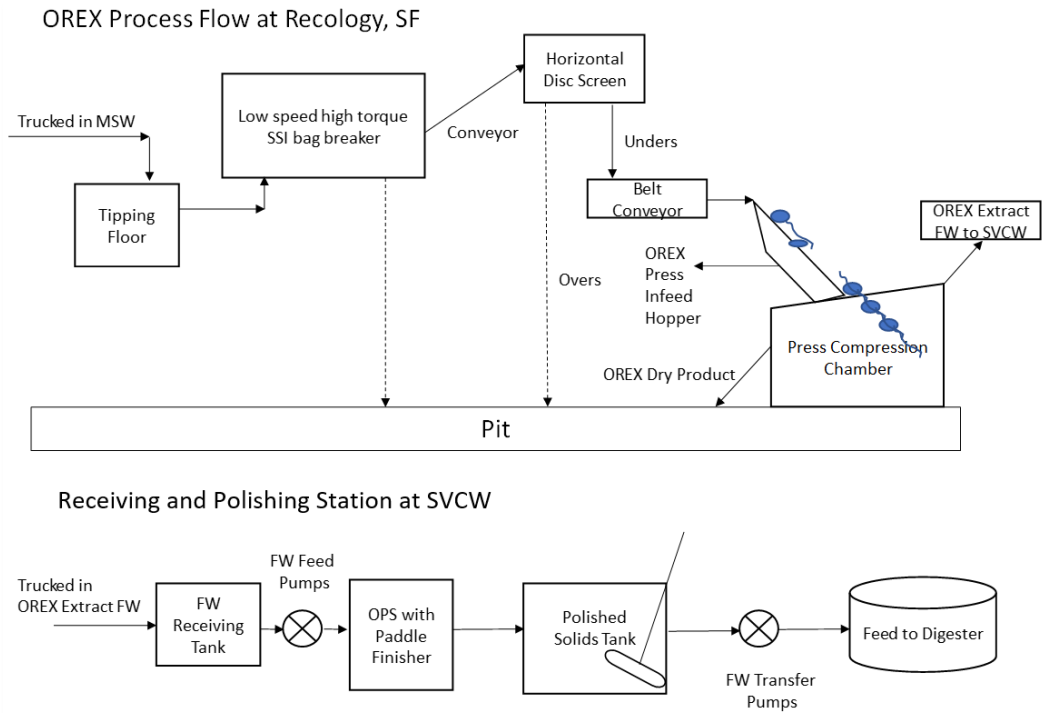 OREX Process Flow at Recology, SF
Trucked in MSW
Tipping
Floor
Low speed high torque
SSI bag breaker
Conveyor
Horizontal
Disc Screen
Unders
Overs
Belt
Conveyor
OREX
Press
Infeed
Hopper
OREX Extract
FW to SVCW
Press Compression
Chamber
OREX Dry Product
Pit
Receiving and Polishing Station at SVCW
Trucked in
OREX Extract FW
FW
Receiving
Tank
FW Feed
Pumps
OPS with
Paddle
Finisher
Polished
Solids Tank
FW Transfer
Pumps
Feed to Digester